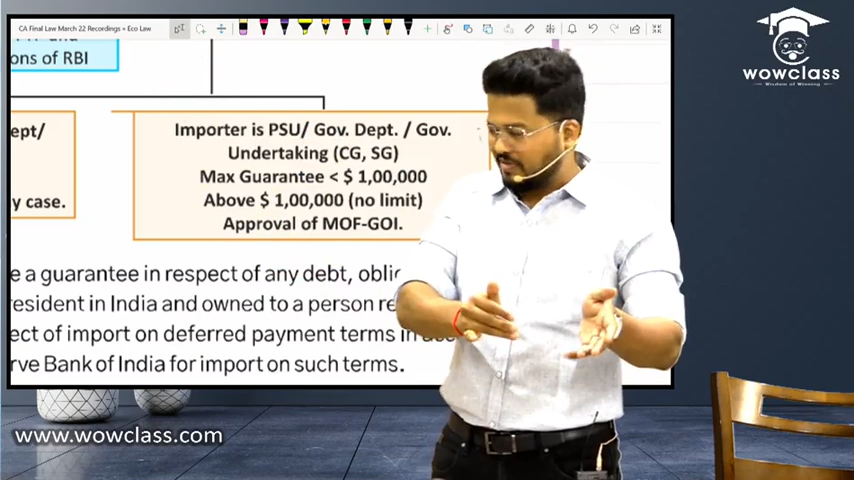 CA Final Law March 22 Recordings » Eco Law
ons of RBI
ept/
y case.
Importer is PSU/ Gov. Dept. / Gov.
Undertaking (CG, SG)
Max Guarantee < $ 1,00,000
Above $ 1,00,000 (no limit)
Approval of MOF-GOI.
e a guarantee in respect of any debt, oblig
resident in India and owned to a person re
ect of import on deferred payment terms in acc
rve Bank of India for import on such terms.
wowclass
Wisdom of Winning
www.wowclass.com